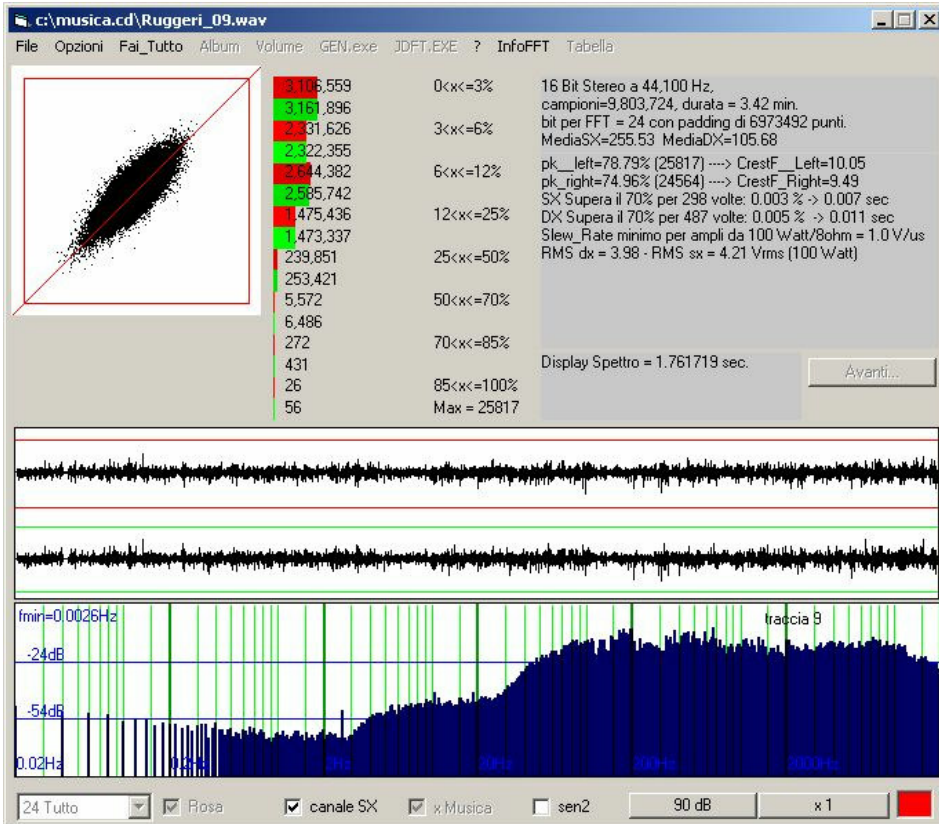 c:\musica.cd\Ruggeri_09.wav
File Opzioni Fai_Tutto Album Volume GEN.exe JDFT.EXE ? InfoFFT Tabella
3,106,559 0<x<=3%
3,161,896
2,331,626 3<x<=6%
2,322,355
2,644,382 6<x<=12%
2,585,742
1,475,436 12<x<=25%
1,473,337
239,851 25<x<=50%
253,421
5,572 50<x<=70%
6,486
272 70<x<=85%
431
26 85<x<=100%
56 Max = 25817
16 Bit Stereo a 44,100 Hz,
campioni=9,803,724, durata = 3.42 min.
bit per FFT = 24 con padding di 6973492 punti.
MediaSX=255.53 MediaDX=105.68
pk__left=78.79% (25817) ----> CrestF__Left=10.05
pk_right=74.96% (24564) ----> CrestF_Right=9.49
SX Supera il 70% per 298 volte: 0.003 % -> 0.007 sec
DX Supera il 70% per 487 volte: 0.005 % -> 0.011 sec
Slew_Rate minimo per ampli da 100 Watt/8ohm = 1.0 V/us
RMS dx = 3.98 - RMS sx = 4.21 Vrms (100 Watt)
Display Spettro = 1.761719 sec.
Avanti...
fmin=0.0026Hz
traccia 9
-24dB
-54dB
0.02Hz 0.2Hz 2Hz 20Hz 200Hz 2000Hz
24 Tutto Rosa canale SX x Musica sen2 90 dB x 1